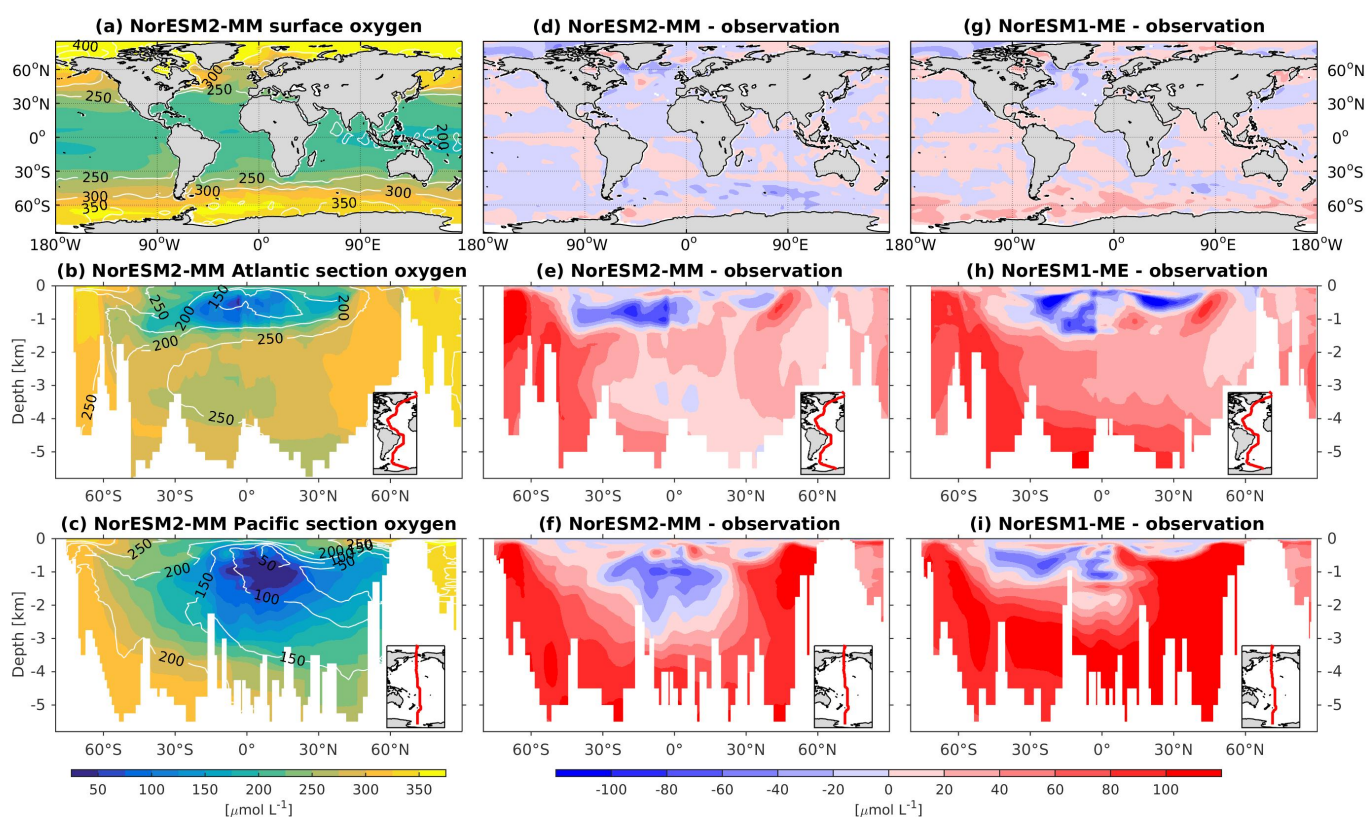 (a) NorESM2-MM surface oxygen
(d) NorESM2-MM - observation
(g) NorESM1-ME - observation
400
300
250
250
200
250
250
300
300
350
350
60°N
30°N
0°
30°S
60°S
180°W
90°W
0°
90°E
180°W
90°W
0°
90°E
180°W
90°W
0°
90°E
180°W
60°N
30°N
0°
30°S
60°S
(b) NorESM2-MM Atlantic section oxygen
(e) NorESM2-MM - observation
(h) NorESM1-ME - observation
Depth [km]
0
-1
-2
-3
-4
-5
250
200
150
200
200
250
250
250
60°S
30°S
0°
30°N
60°N
60°S
30°S
0°
30°N
60°N
60°S
30°S
0°
30°N
60°N
0
-1
-2
-3
-4
-5
(c) NorESM2-MM Pacific section oxygen
(f) NorESM2-MM - observation
(i) NorESM1-ME - observation
Depth [km]
0
-1
-2
-3
-4
-5
250
200
150
50
100
200
150
250
200
150
100
50
60°S
30°S
0°
30°N
60°N
60°S
30°S
0°
30°N
60°N
60°S
30°S
0°
30°N
60°N
0
-1
-2
-3
-4
-5
50 100 150 200 250 300 350
[μmol L⁻¹]
-100 -80 -60 -40 -20 0 20 40 60 80 100
[μmol L⁻¹]